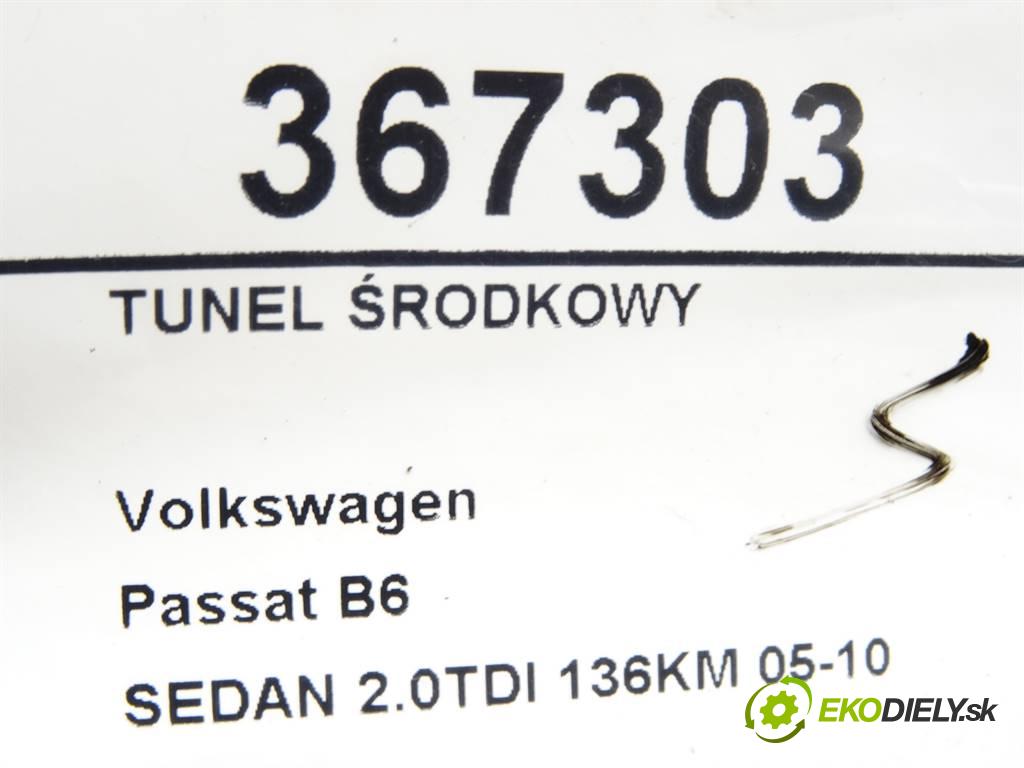 367303
TUNEL ŚRODKOWY
Volkswagen
Passat B6
SEDAN 2.0TDI 136KM 05-10
EKODIELY.sk